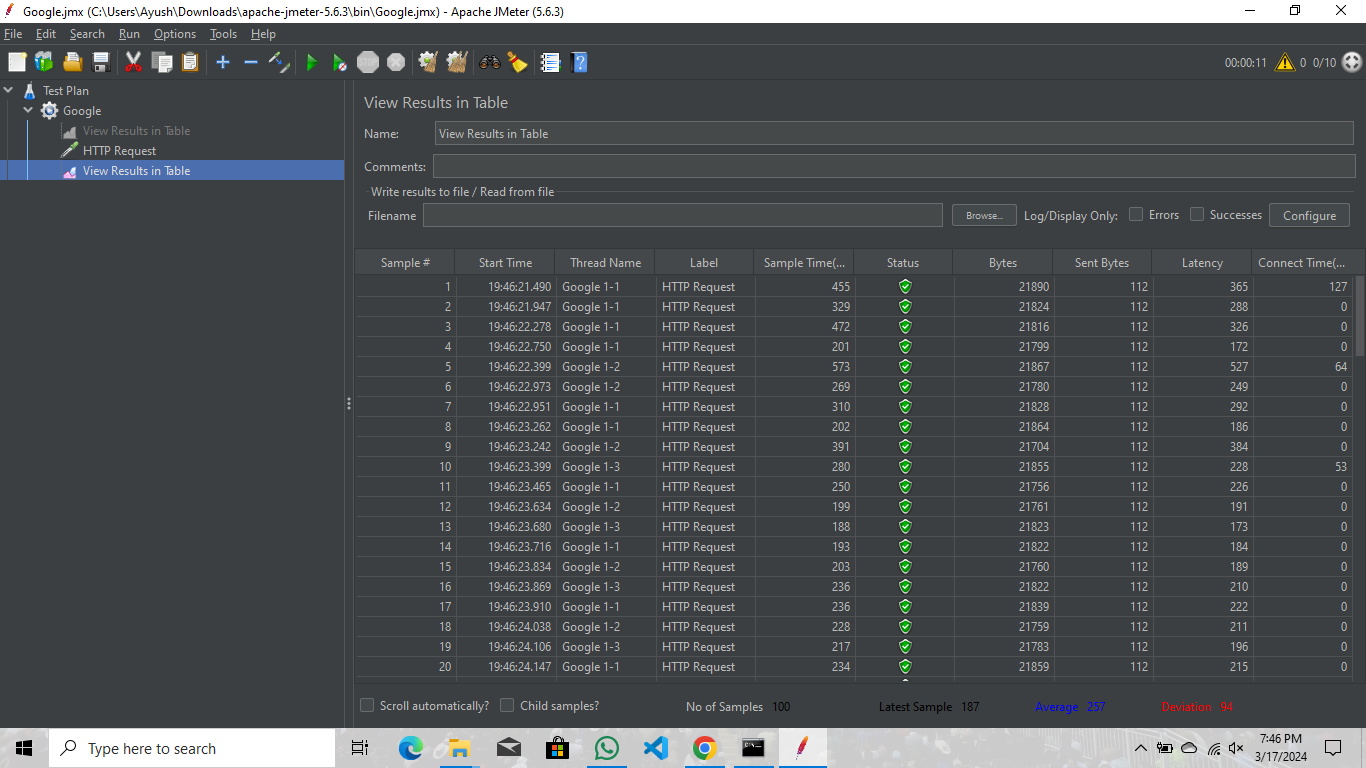 Google.jmx (C:\Users\Ayush\Downloads\apache-jmeter-5.6.3\bin\Google.jmx) - Apache JMeter (5.6.3)
File Edit Search Run Options Tools Help
STOP 00:00:11 0 0/10
Test Plan
Google
View Results in Table
HTTP Request
View Results in Table
View Results in Table
Name: View Results in Table
Comments:
Write results to file / Read from file
Filename Browse... Log/Display Only: Errors Successes Configure
Sample # Start Time Thread Name Label Sample Time(... Status Bytes Sent Bytes Latency Connect Time(...
1 19:46:21.490 Google 1-1 HTTP Request 455 21890 112 365 127
2 19:46:21.947 Google 1-1 HTTP Request 329 21824 112 288 0
3 19:46:22.278 Google 1-1 HTTP Request 472 21816 112 326 0
4 19:46:22.750 Google 1-1 HTTP Request 201 21799 112 172 0
5 19:46:22.399 Google 1-2 HTTP Request 573 21867 112 527 64
6 19:46:22.973 Google 1-2 HTTP Request 269 21780 112 249 0
7 19:46:22.951 Google 1-1 HTTP Request 310 21828 112 292 0
8 19:46:23.262 Google 1-1 HTTP Request 202 21864 112 186 0
9 19:46:23.242 Google 1-2 HTTP Request 391 21704 112 384 0
10 19:46:23.399 Google 1-3 HTTP Request 280 21855 112 228 53
11 19:46:23.465 Google 1-1 HTTP Request 250 21756 112 226 0
12 19:46:23.634 Google 1-2 HTTP Request 199 21761 112 191 0
13 19:46:23.680 Google 1-3 HTTP Request 188 21823 112 173 0
14 19:46:23.716 Google 1-1 HTTP Request 193 21822 112 184 0
15 19:46:23.834 Google 1-2 HTTP Request 203 21760 112 189 0
16 19:46:23.869 Google 1-3 HTTP Request 236 21822 112 210 0
17 19:46:23.910 Google 1-1 HTTP Request 236 21839 112 222 0
18 19:46:24.038 Google 1-2 HTTP Request 228 21759 112 211 0
19 19:46:24.106 Google 1-3 HTTP Request 217 21783 112 196 0
20 19:46:24.147 Google 1-1 HTTP Request 234 21859 112 215 0
Scroll automatically? Child samples? No of Samples 100 Latest Sample 187 Average 257 Deviation 94
Type here to search
7:46 PM
3/17/2024